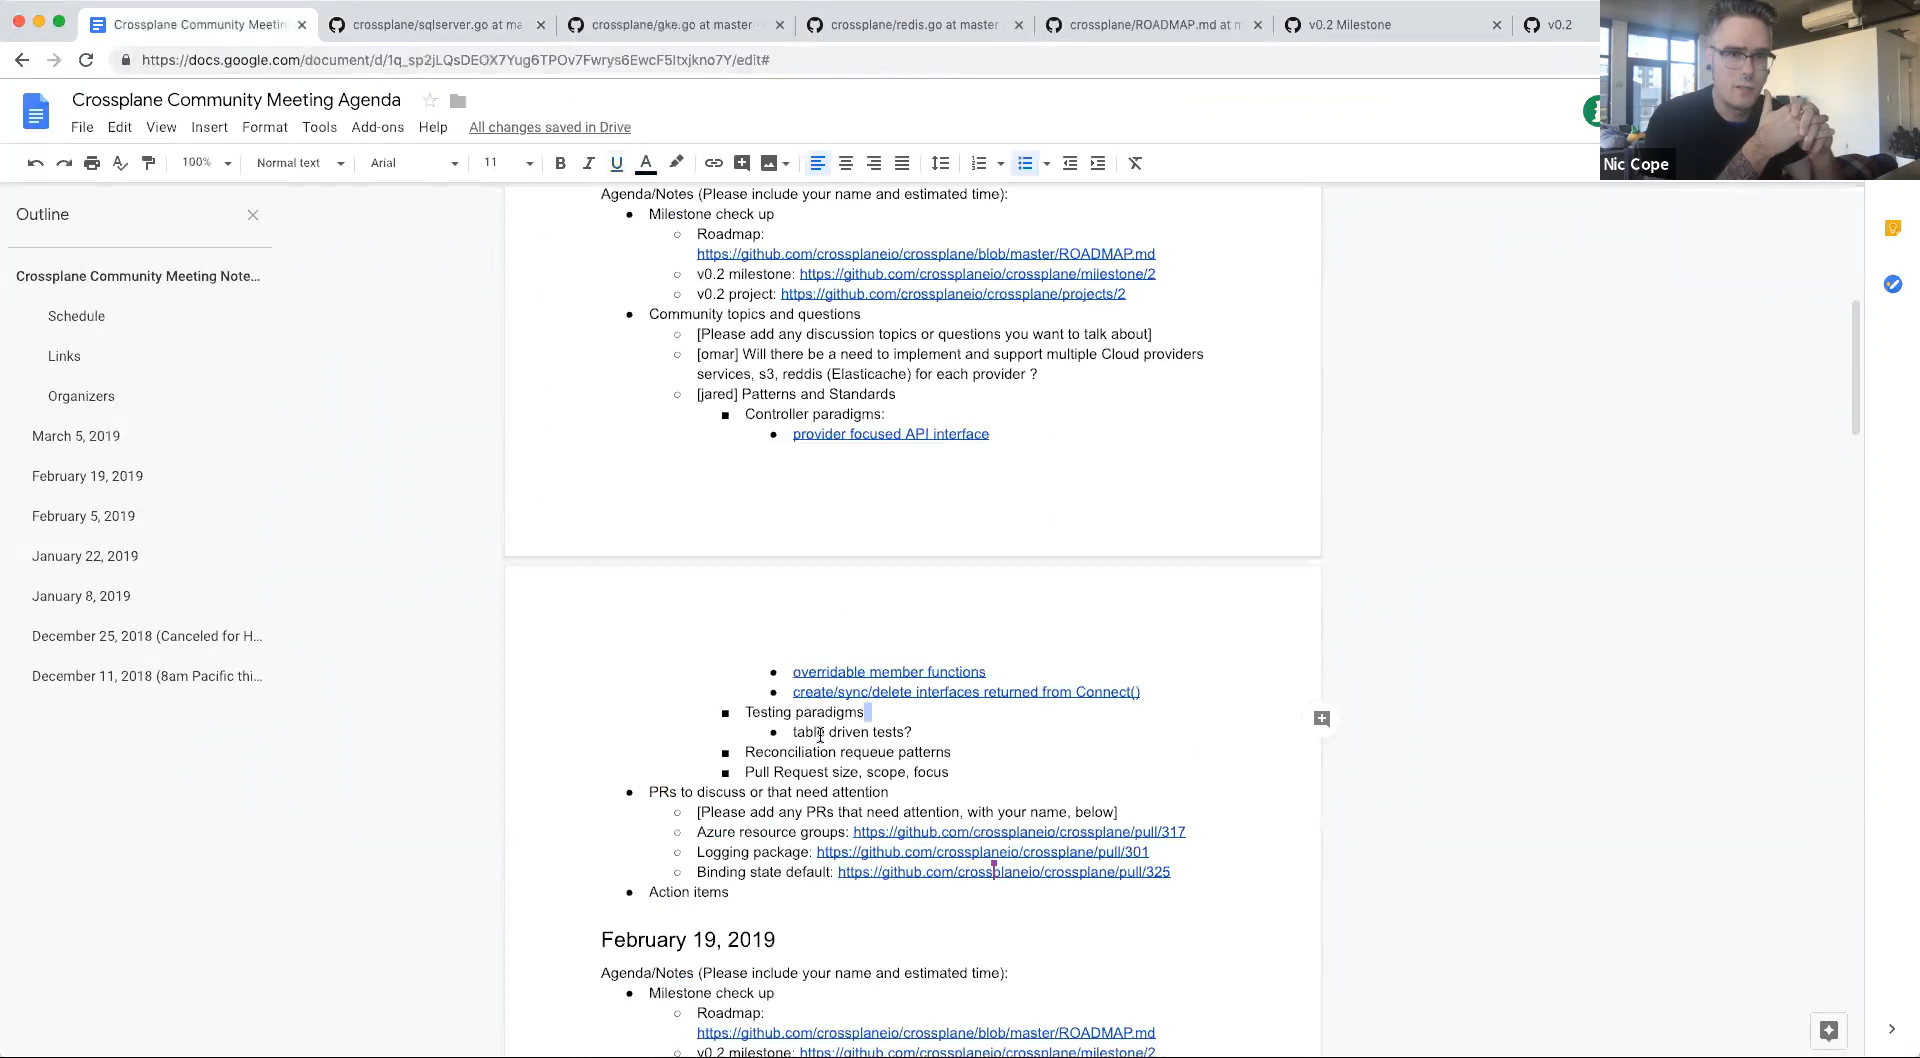 Crossplane Community Meetin
crossplane/sqlserver.go at ma
crossplane/gke.go at master
crossplane/redis.go at master
crossplane/ROADMAP.md at m
v0.2 Milestone
v0.2
https://docs.google.com/document/d/1q_sp2jLQsDEOX7Yug6TPOv7Fwrys6EwcF5Itxjkno7Y/edit#
Crossplane Community Meeting Agenda
File Edit View Insert Format Tools Add-ons Help All changes saved in Drive
100% Normal text Arial 11 B I U A
Nic Cope
Outline
Crossplane Community Meeting Note...
Schedule
Links
Organizers
March 5, 2019
February 19, 2019
February 5, 2019
January 22, 2019
January 8, 2019
December 25, 2018 (Canceled for H...
December 11, 2018 (8am Pacific thi...
Agenda/Notes (Please include your name and estimated time):
● Milestone check up
○ Roadmap:
https://github.com/crossplaneio/crossplane/blob/master/ROADMAP.md
○ v0.2 milestone: https://github.com/crossplaneio/crossplane/milestone/2
○ v0.2 project: https://github.com/crossplaneio/crossplane/projects/2
● Community topics and questions
○ [Please add any discussion topics or questions you want to talk about]
○ [omar] Will there be a need to implement and support multiple Cloud providers
services, s3, reddis (Elasticache) for each provider ?
○ [jared] Patterns and Standards
■ Controller paradigms:
● provider focused API interface
● overridable member functions
● create/sync/delete interfaces returned from Connect()
■ Testing paradigms
● table driven tests?
■ Reconciliation requeue patterns
■ Pull Request size, scope, focus
● PRs to discuss or that need attention
○ [Please add any PRs that need attention, with your name, below]
○ Azure resource groups: https://github.com/crossplaneio/crossplane/pull/317
○ Logging package: https://github.com/crossplaneio/crossplane/pull/301
○ Binding state default: https://github.com/crossplaneio/crossplane/pull/325
● Action items
February 19, 2019
Agenda/Notes (Please include your name and estimated time):
● Milestone check up
○ Roadmap:
https://github.com/crossplaneio/crossplane/blob/master/ROADMAP.md
○ v0.2 milestone: https://github.com/crossplaneio/crossplane/milestone/2